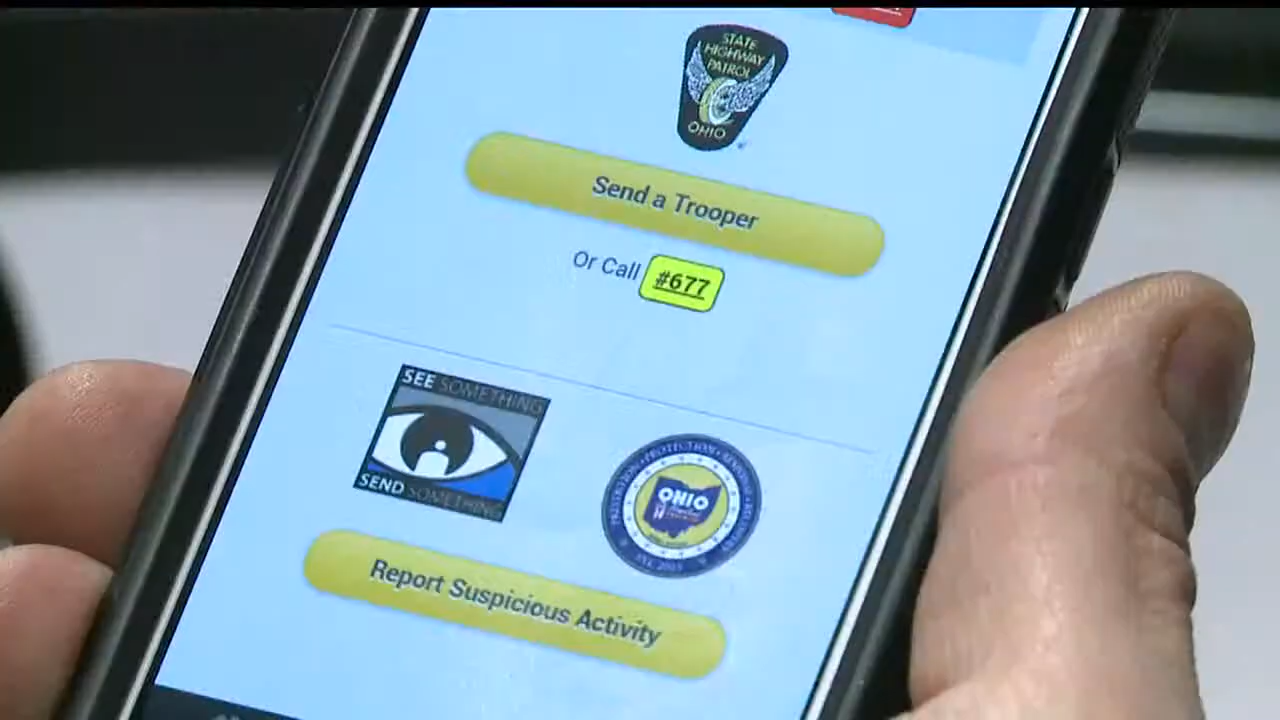 STATE
HIGHWAY
PATROL
OHIO
Send a Trooper
Or Call #677
SEE SOMETHING
SEND SOMETHING
OHIO
Report Suspicious Activity